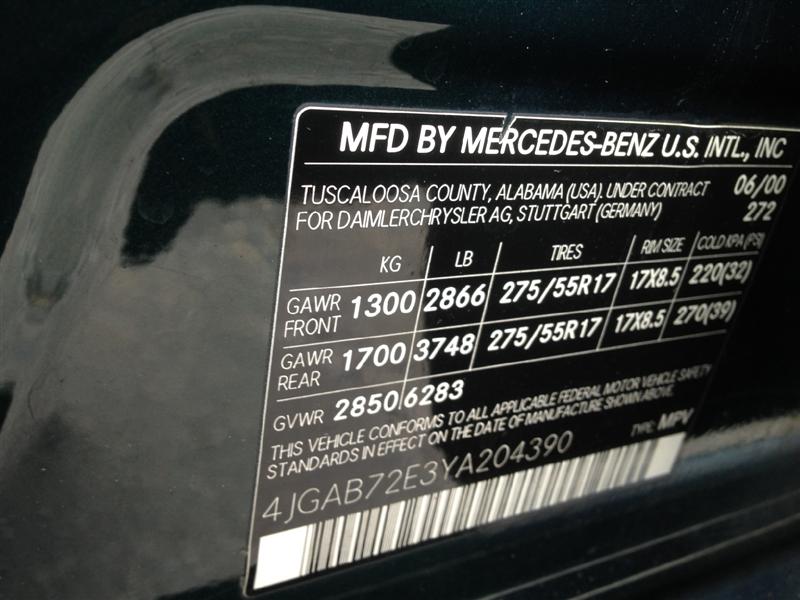 MFD BY MERCEDES-BENZ U.S. INTL., INC
TUSCALOOSA COUNTY, ALABAMA (USA). UNDER CONTRACT 06/00
FOR DAIMLERCHRYSLER AG, STUTTGART (GERMANY) 272
KG LB TIRES RIM SIZE COLD KPA (PSI)
GAWR FRONT 1300 2866 275/55R17 17X8.5 220(32)
GAWR REAR 1700 3748 275/55R17 17X8.5 270(39)
GVWR 2850 6283
THIS VEHICLE CONFORMS TO ALL APPLICABLE FEDERAL MOTOR VEHICLE SAFETY
STANDARDS IN EFFECT ON THE DATE OF MANUFACTURE SHOWN ABOVE.
TYPE: MPV
4JGAB72E3YA204390